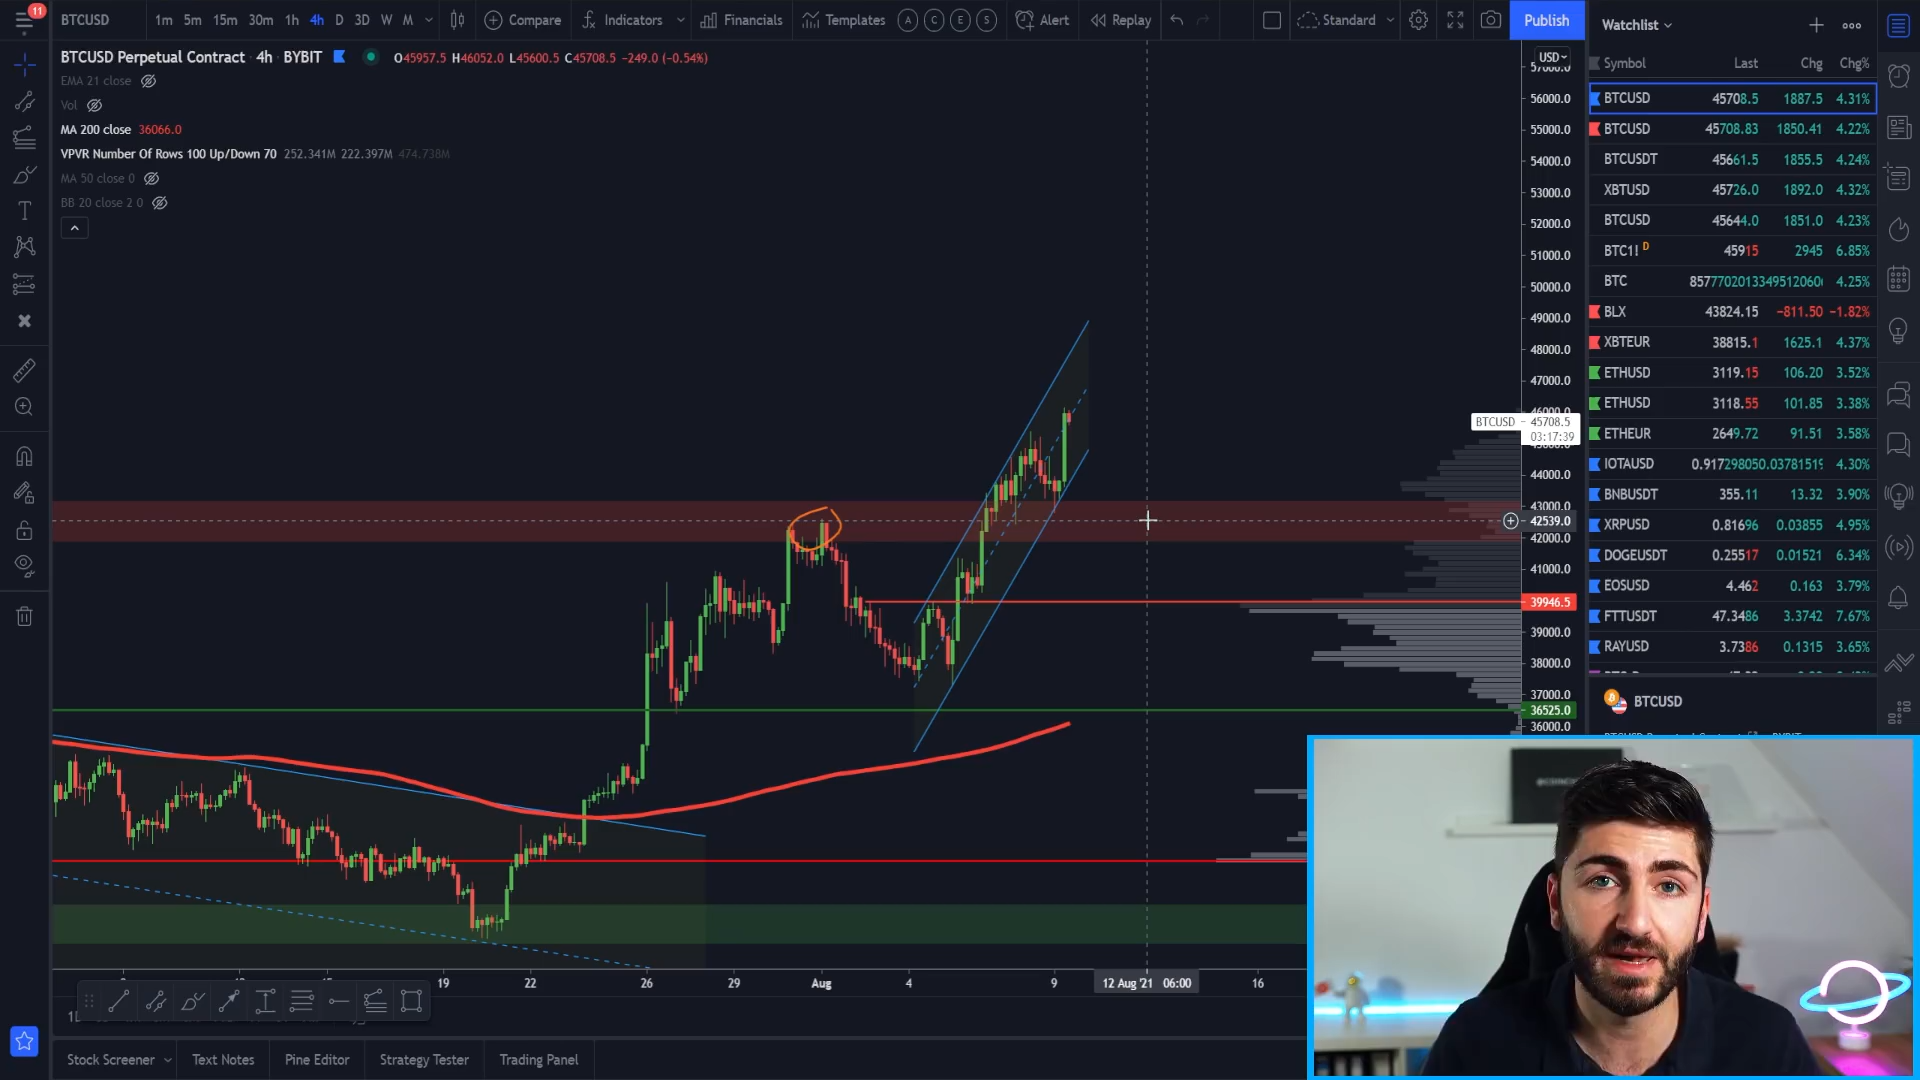 11
BTCUSD 1m 5m 15m 30m 1h 4h D 3D W M Compare Indicators Financials Templates A C E S Alert Replay Standard Publish
BTCUSD Perpetual Contract 4h BYBIT O45957.5 H46052.0 L45600.5 C45708.5 −249.0 (−0.54%)
EMA 21 close
Vol
MA 200 close 36066.0
VPVR Number Of Rows 100 Up/Down 70 252.341M 222.397M 474.738M
MA 50 close 0
BB 20 close 2 0
USD
56000.0
55000.0
54000.0
53000.0
52000.0
51000.0
50000.0
49000.0
48000.0
47000.0
46000.0
BTCUSD 45708.5
03:17:39
44000.0
43000.0
42539.0
42000.0
41000.0
39946.5
39000.0
38000.0
37000.0
36525.0
36000.0
19 22 26 29 Aug 4 9 12 Aug '21 06:00 16
Stock Screener Text Notes Pine Editor Strategy Tester Trading Panel
Watchlist
Symbol Last Chg Chg%
BTCUSD 45708.5 1887.5 4.31%
BTCUSD 45708.83 1850.41 4.22%
BTCUSDT 45661.5 1855.5 4.24%
XBTUSD 45726.0 1892.0 4.32%
BTCUSD 45644.0 1851.0 4.23%
BTC1! D 45915 2945 6.85%
BTC 4.25%
BLX 43824.15 −811.50 −1.82%
XBTEUR 38815.1 1625.1 4.37%
ETHUSD 3119.15 106.20 3.52%
ETHUSD 3118.55 101.85 3.38%
ETHEUR 2649.72 91.51 3.58%
IOTAUSD 4.30%
BNBUSDT 355.11 13.32 3.90%
XRPUSD 0.81696 0.03855 4.95%
DOGEUSDT 0.25517 0.01521 6.34%
EOSUSD 4.462 0.163 3.79%
FTTUSDT 47.3486 3.3742 7.67%
RAYUSD 3.7386 0.1315 3.65%
BTCUSD